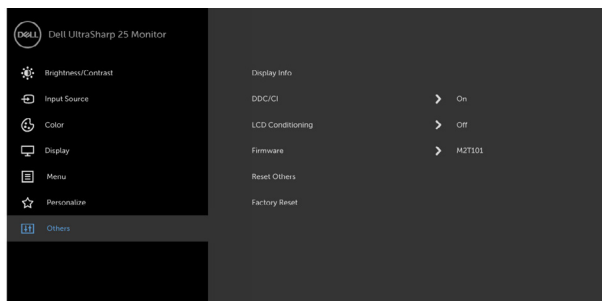 DELL Dell UltraSharp 25 Monitor
Brightness/Contrast
Input Source
Color
Display
Menu
Personalize
Others
Display Info
DDC/CI On
LCD Conditioning Off
Firmware M2T101
Reset Others
Factory Reset